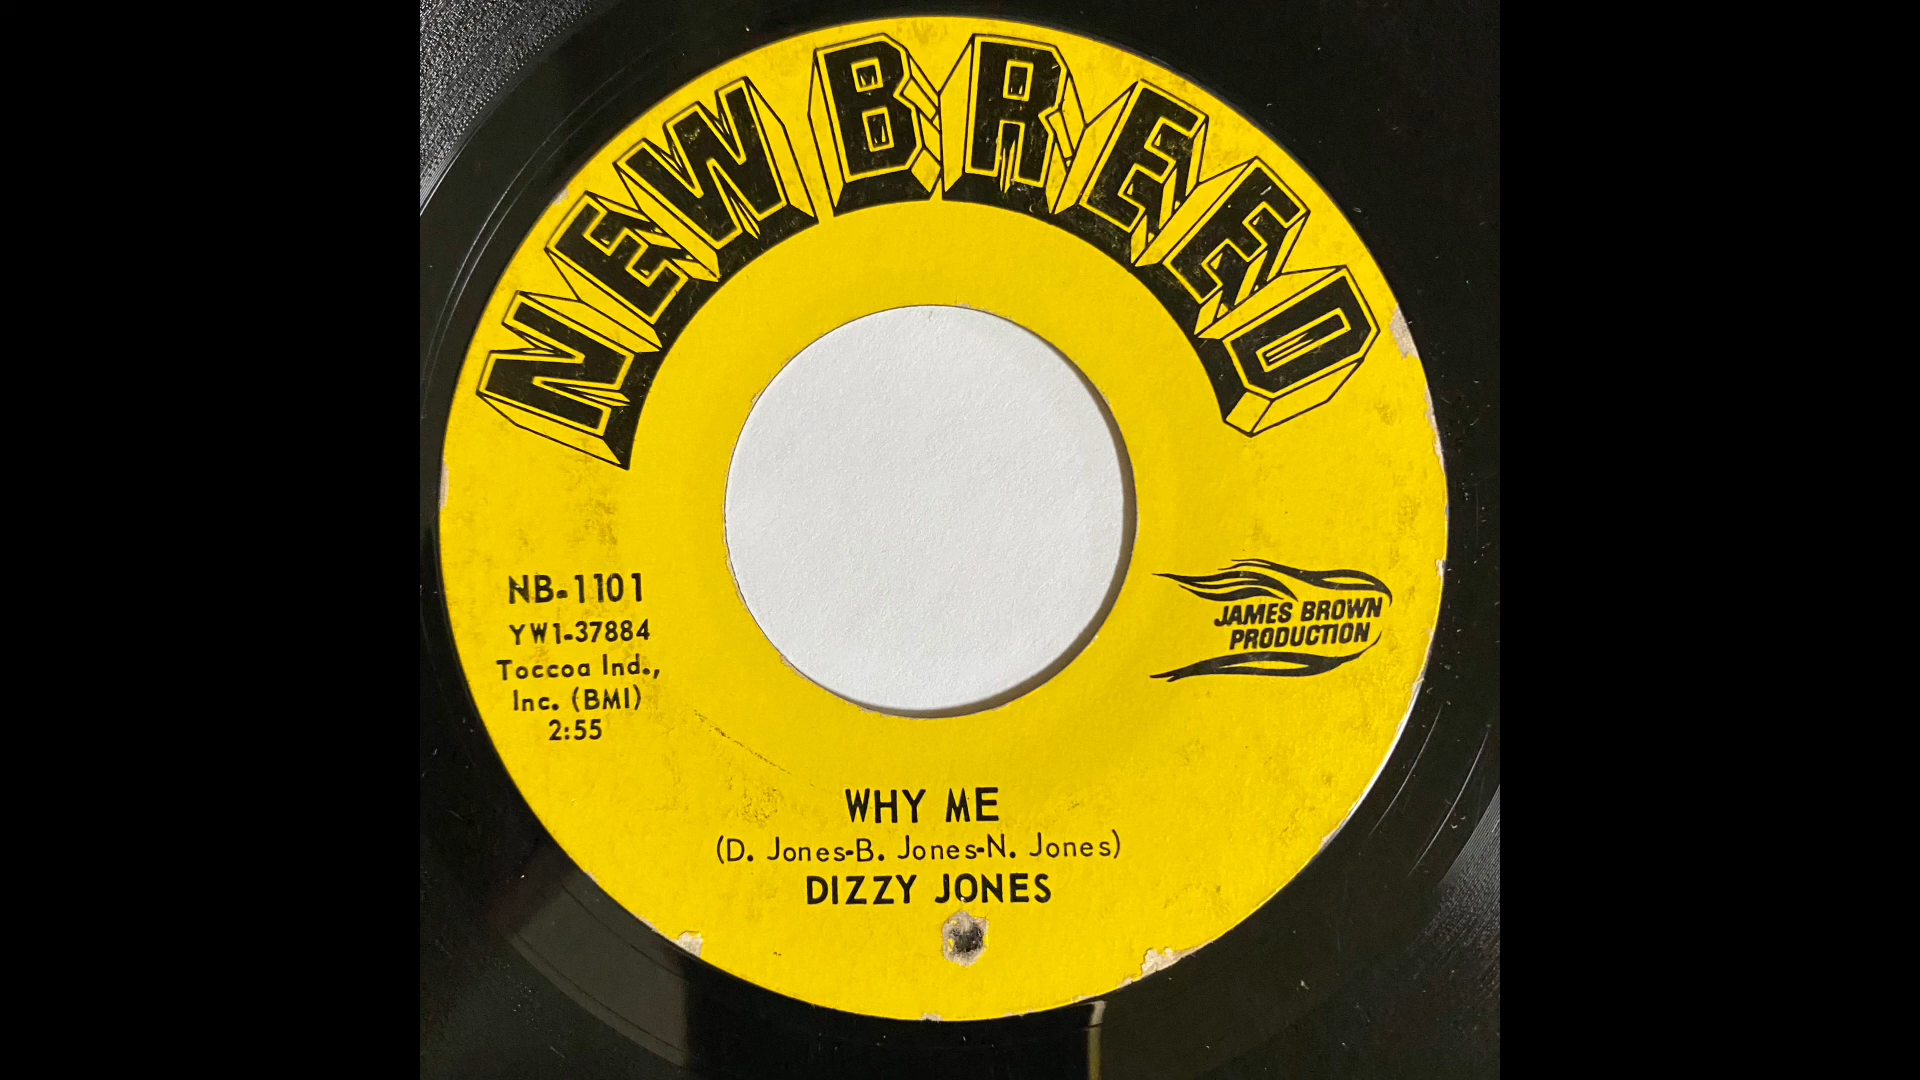 NEW BREED
NB-1101
YW1-37884
Toccoa Ind.,
Inc. (BMI)
2:55
JAMES BROWN
PRODUCTION
WHY ME
(D. Jones-B. Jones-N. Jones)
DIZZY JONES